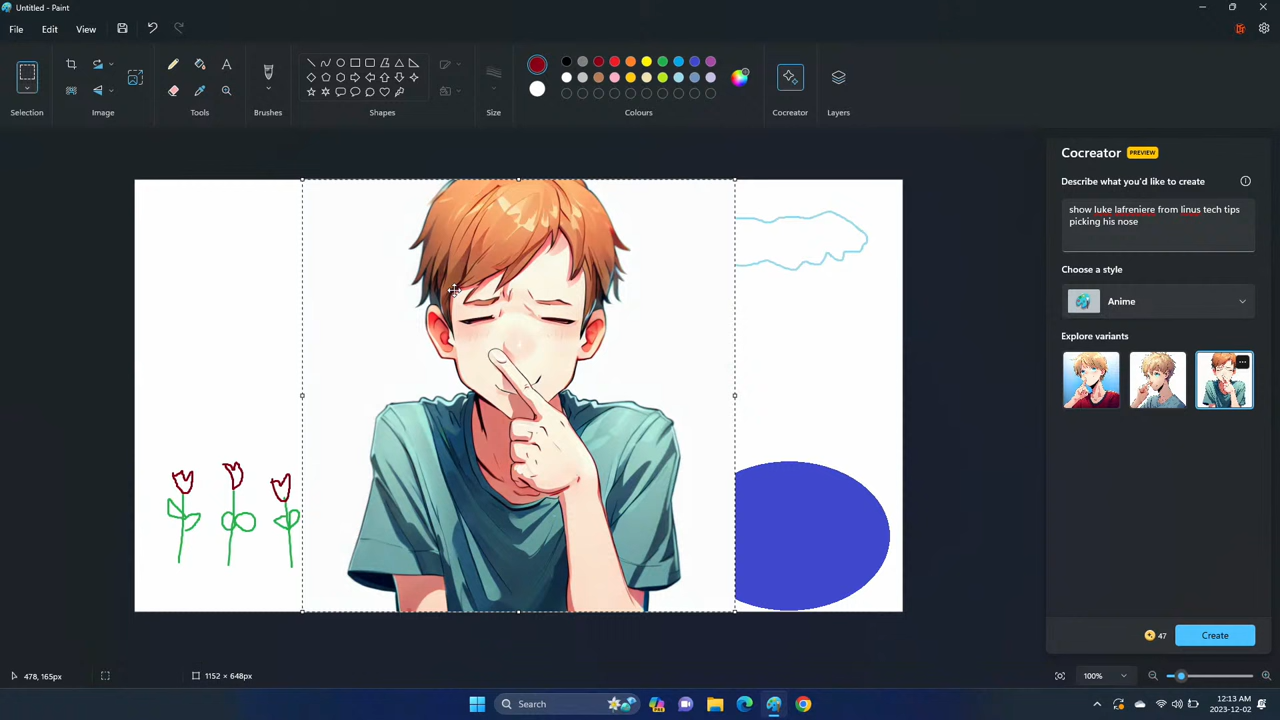 Untitled - Paint
File Edit View
Selection Image Tools Brushes Shapes Size Colours Cocreator Layers
Cocreator PREVIEW
Describe what you'd like to create
show luke lafreniere from linus tech tips
picking his nose
Choose a style
Anime
Explore variants
47 Create
478, 165px 1152 × 648px 100%
Search
12:13 AM
2023-12-02